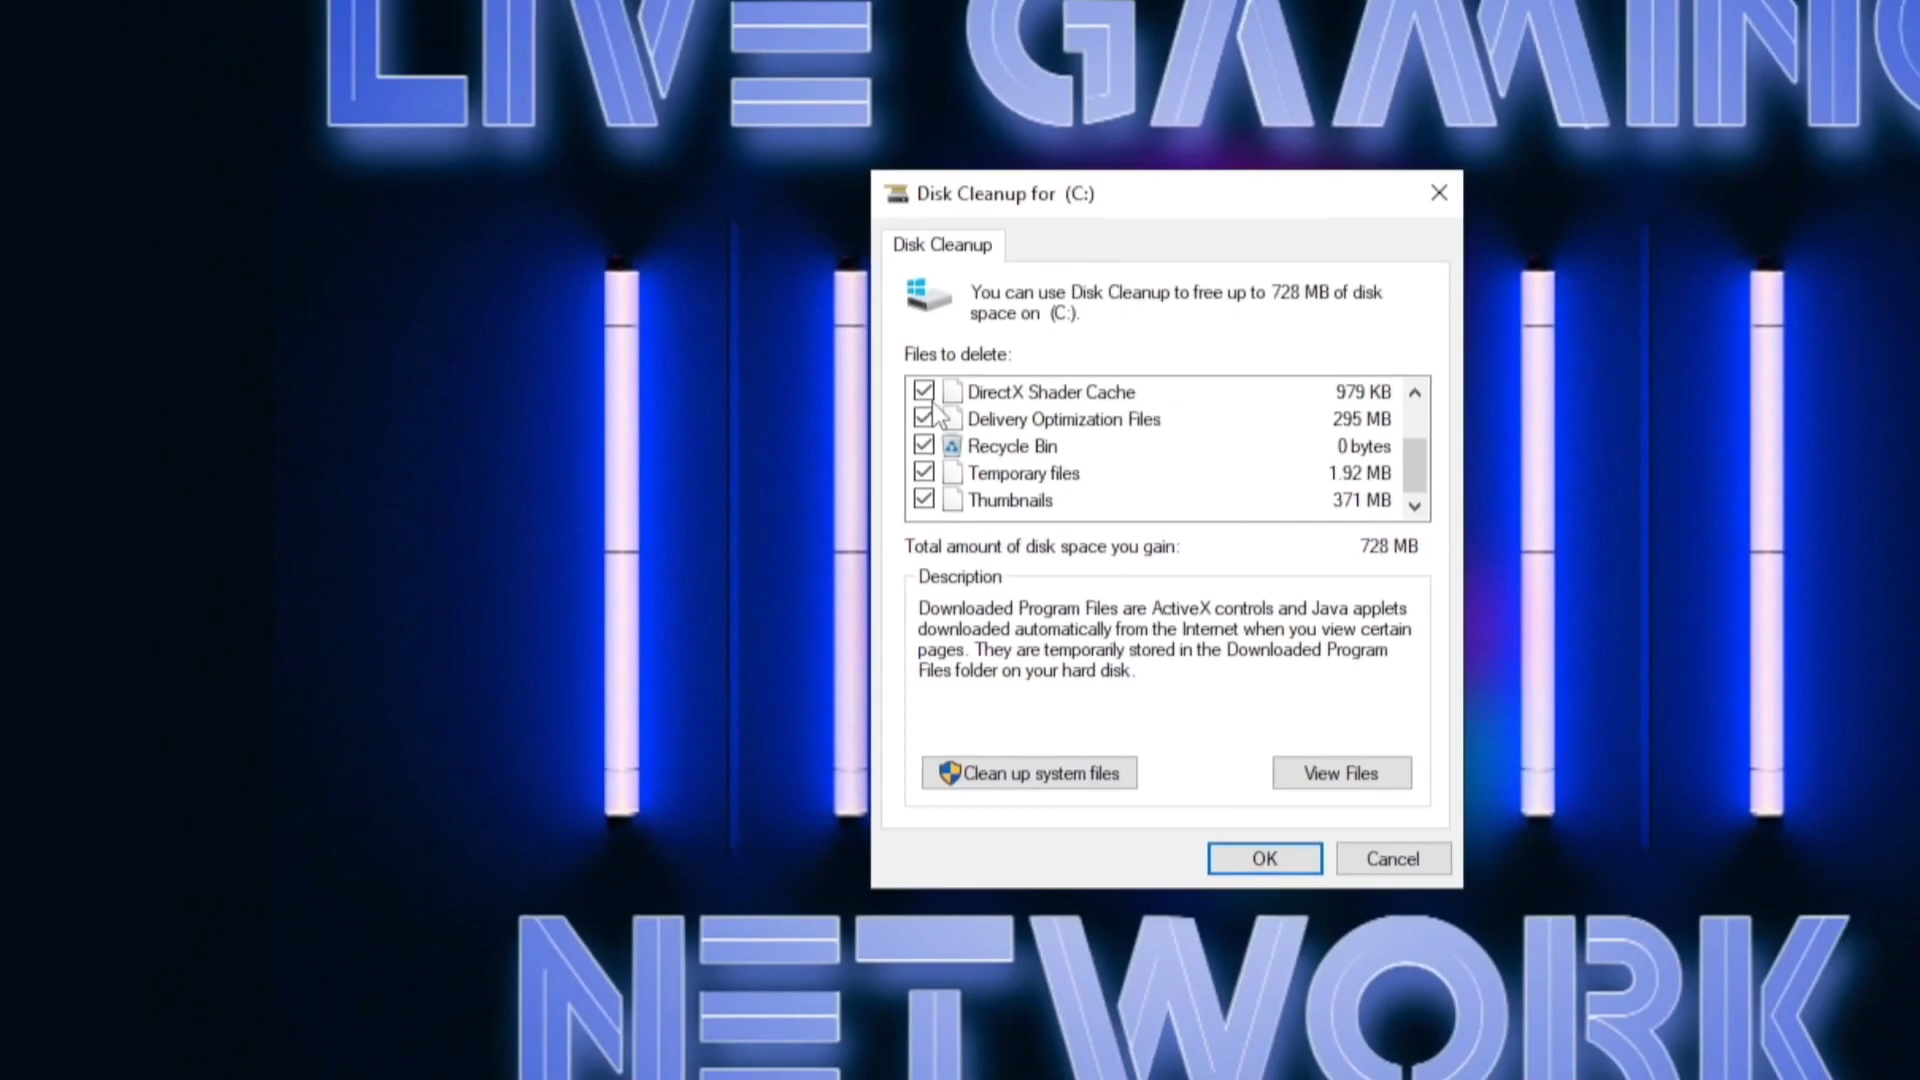 LIVE GAMING
Disk Cleanup for (C:)
Disk Cleanup
You can use Disk Cleanup to free up to 728 MB of disk
space on (C:).
Files to delete:
DirectX Shader Cache 979 KB
Delivery Optimization Files 295 MB
Recycle Bin 0 bytes
Temporary files 1.92 MB
Thumbnails 371 MB
Total amount of disk space you gain: 728 MB
Description
Downloaded Program Files are ActiveX controls and Java applets
downloaded automatically from the Internet when you view certain
pages. They are temporarily stored in the Downloaded Program
Files folder on your hard disk.
Clean up system files
View Files
OK
Cancel
NETWORK